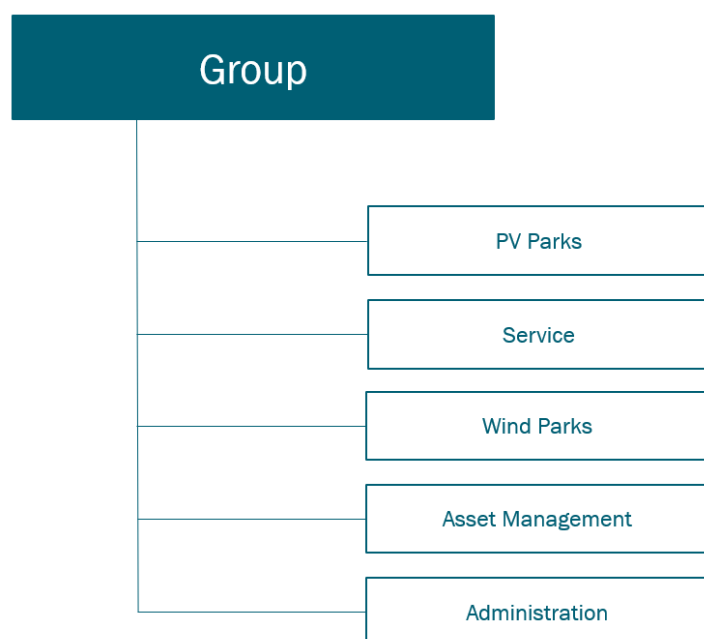 Group
PV Parks
Service
Wind Parks
Asset Management
Administration